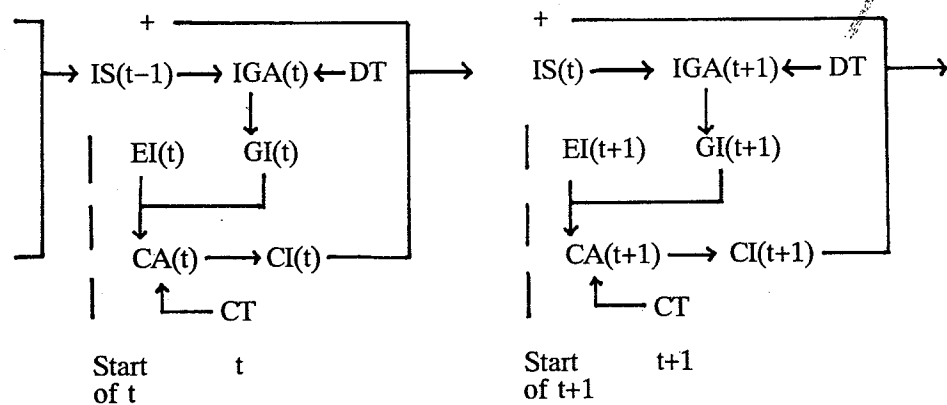 + +
IS(t−1) IGA(t) DT IS(t) IGA(t+1) DT
EI(t) GI(t) EI(t+1) GI(t+1)
CA(t) CI(t) CA(t+1) CI(t+1)
CT CT
Start t Start t+1
of t of t+1